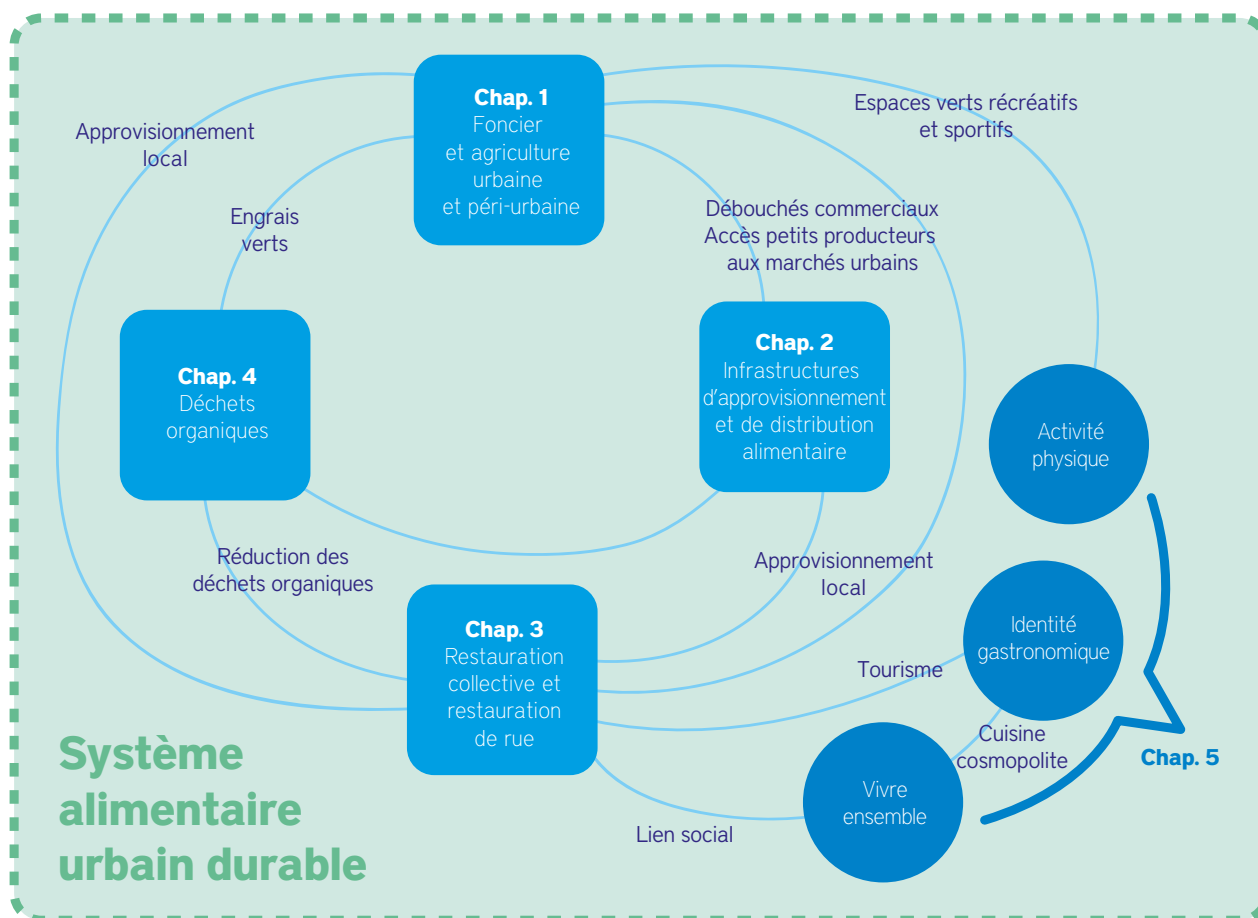 Chap. 1
Foncier
et agriculture
urbaine
et péri-urbaine
Approvisionnement
local
Espaces verts récréatifs
et sportifs
Engrais
verts
Débouchés commerciaux
Accès petits producteurs
aux marchés urbains
Chap. 4
Déchets
organiques
Chap. 2
Infrastructures
d'approvisionnement
et de distribution
alimentaire
Activité
physique
Réduction des
déchets organiques
Approvisionnement
local
Chap. 3
Restauration
collective et
restauration
de rue
Identité
gastronomique
Tourisme
Cuisine
cosmopolite
Chap. 5
Vivre
ensemble
Lien social
Système
alimentaire
urbain durable